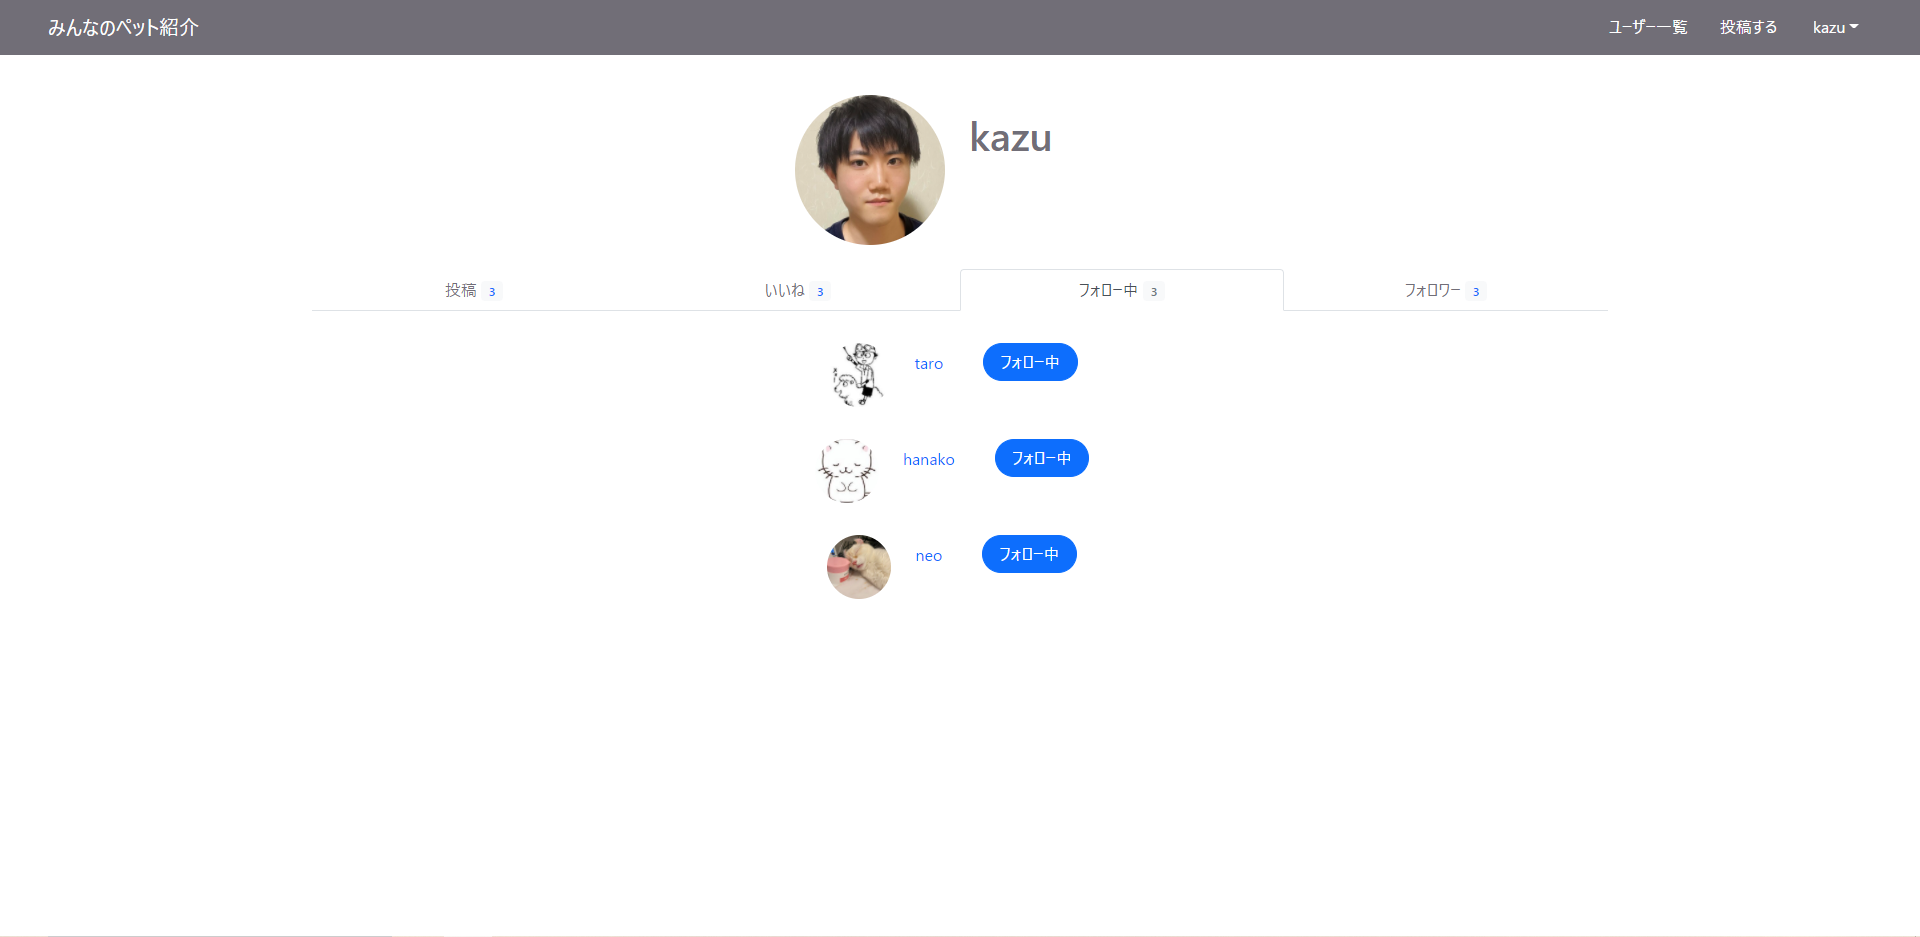 みんなのペット紹介
ユーザー一覧 投稿する kazu
kazu
投稿 3 いいね 3 フォロー中 3 フォロワー 3
taro フォロー中
hanako フォロー中
neo フォロー中